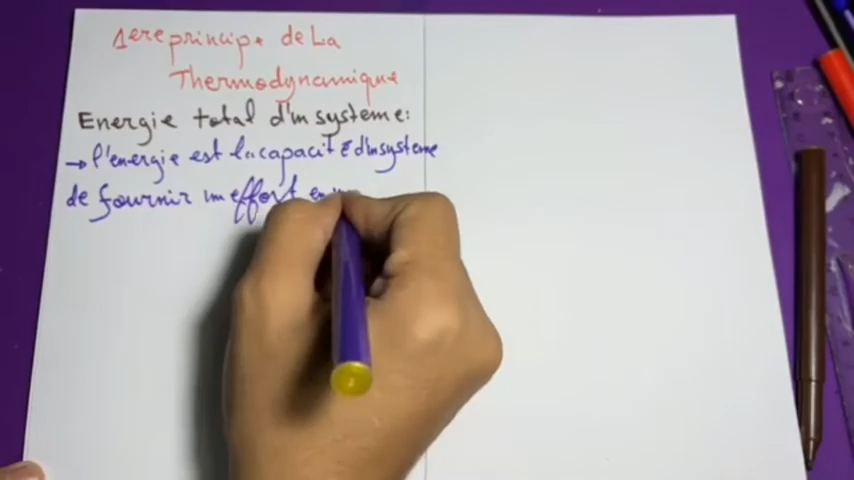 1ere principe de La
Thermodynamique
Energie total d'un systeme:
→ l'energie est la capacité d'un systeme
de fournir un effort en